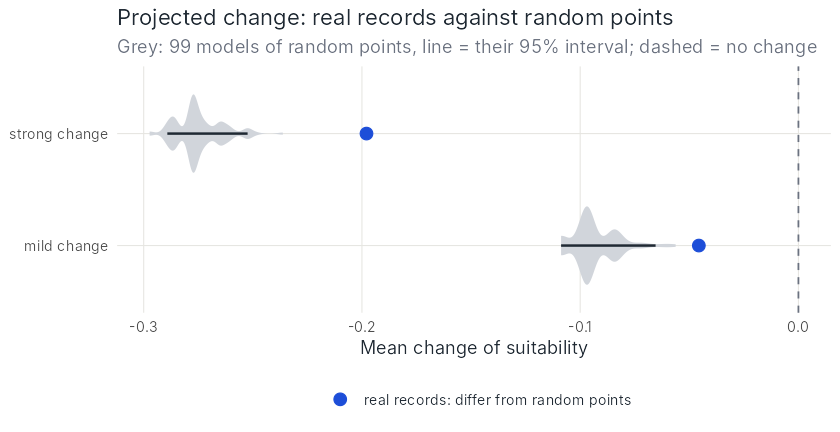 Projected change: real records against random points
Grey: 99 models of random points, line = their 95% interval; dashed = no change
strong change
mild change
-0.3
-0.2
-0.1
0.0
Mean change of suitability
real records: differ from random points